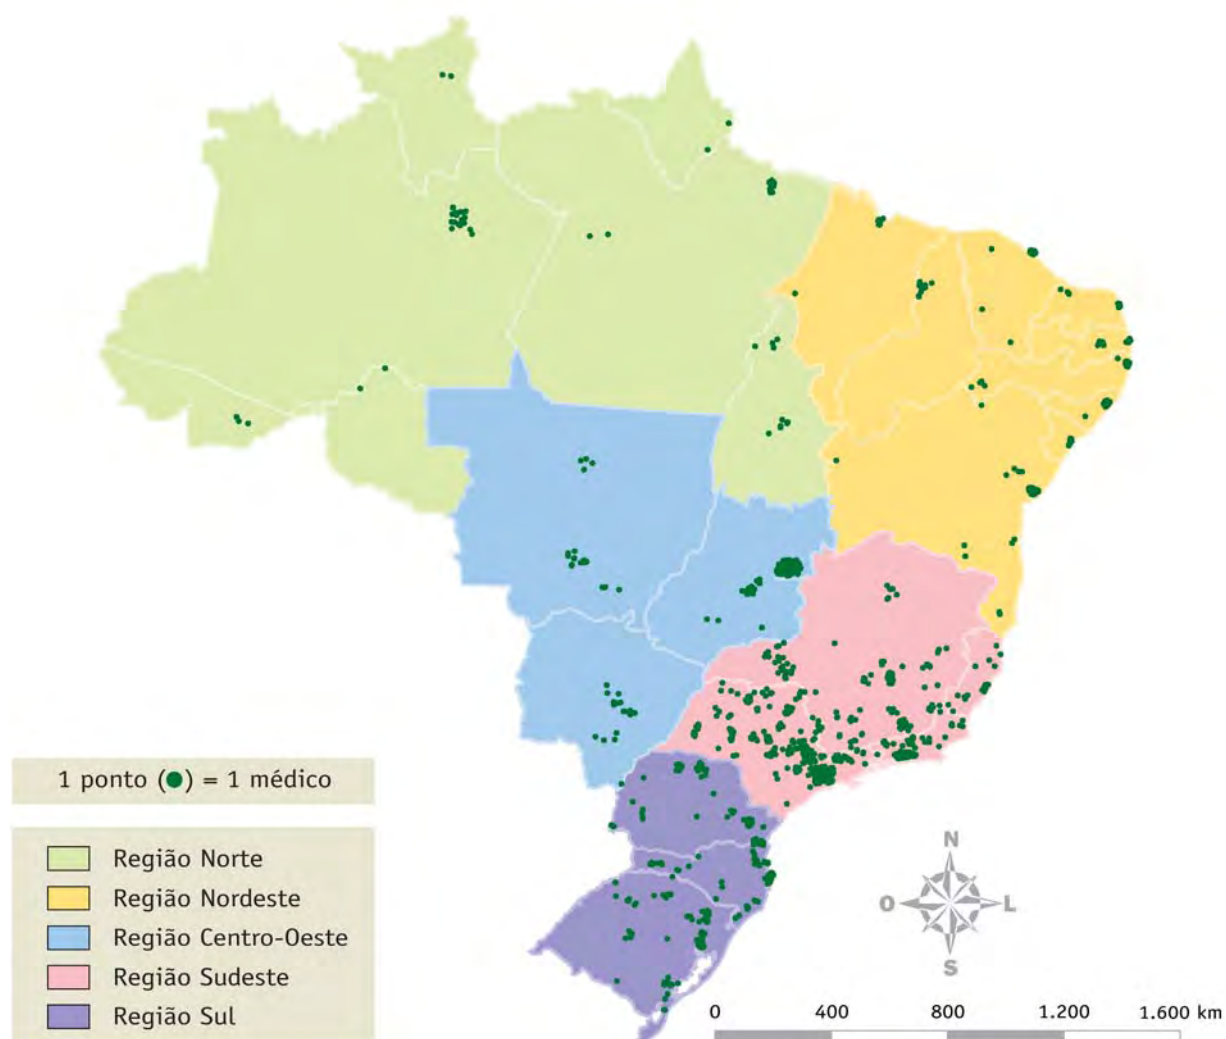 1 ponto (●) = 1 médico
Região Norte
Região Nordeste
Região Centro-Oeste
Região Sudeste
Região Sul
N
O L
S
0 400 800 1.200 1.600 km